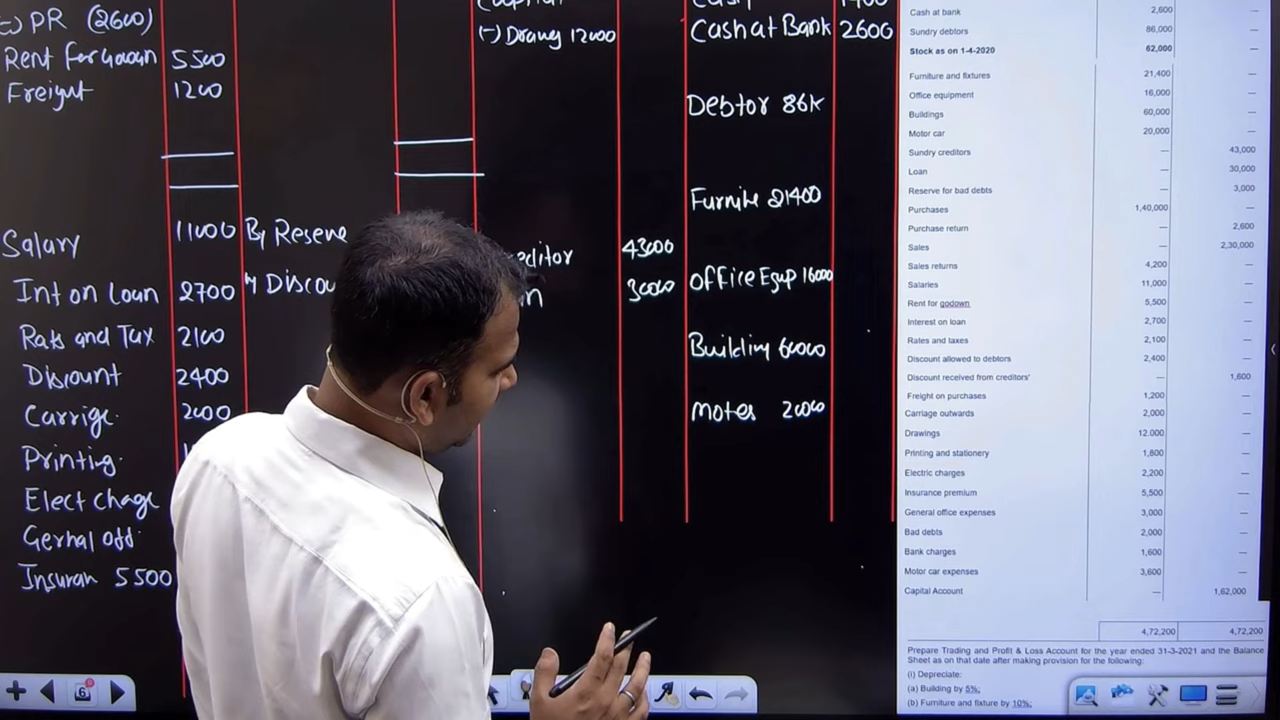 (-) PR (2600)
Rent for Godown 5500
Freight 1200
Salary 11000
Int on Loan 2700
Rats and Tax 2100
Discount 2400
Carrige. 2000
Printing.
Elect Charge
Gernal off.
Insuran 5500
By Reserve
Capital
(-) Drawg 12000
editor 43000
30000
Cash 1400
Cash at Bank 2600
Debtor 86k
Furnite 21400
Office Equp 16000
Building 60000
Motes 20000
Cash at bank 2,600 —
Sundry debtors 86,000 —
Stock as on 1-4-2020 62,000 —
Furniture and fixtures 21,400 —
Office equipment 16,000 —
Buildings 60,000 —
Motor car 20,000 —
Sundry creditors — 43,000
Loan — 30,000
Reserve for bad debts — 3,000
Purchases 1,40,000 —
Purchase return — 2,600
Sales — 2,30,000
Sales returns 4,200 —
Salaries 11,000 —
Rent for godown 5,500 —
Interest on loan 2,700 —
Rates and taxes 2,100 —
Discount allowed to debtors 2,400 —
Discount received from creditors' — 1,600
Freight on purchases 1,200 —
Carriage outwards 2,000 —
Drawings 12.000 —
Printing and stationery 1,800 —
Electric charges 2,200 —
Insurance premium 5,500 —
General office expenses 3,000 —
Bad debts 2,000 —
Bank charges 1,600 —
Motor car expenses 3,600 —
Capital Account — 1,62,000
4,72,200 4,72,200
Prepare Trading and Profit & Loss Account for the year ended 31-3-2021 and the Balance
Sheet as on that date after making provision for the following:
(i) Depreciate:
(a) Building by 5%;
(b) Furniture and fixture by 10%;
6